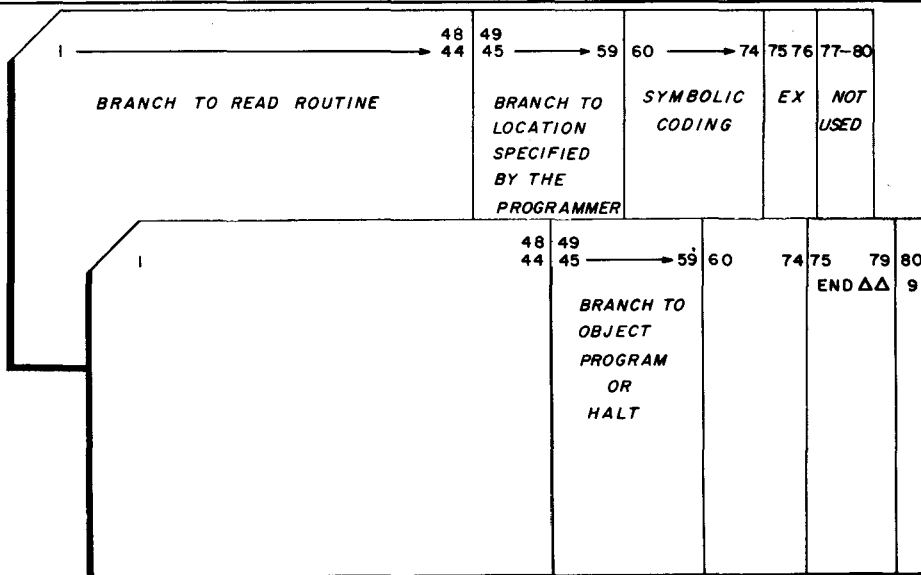 48 49
1 44 45 59 60 74 75 76 77-80
BRANCH TO READ ROUTINE
BRANCH TO
LOCATION
SPECIFIED
BY THE
PROGRAMMER
SYMBOLIC
CODING
EX
NOT
USED
48 49
1 44 45 59 60 74 75 79 80
END ΔΔ 9
BRANCH TO
OBJECT
PROGRAM
OR
HALT